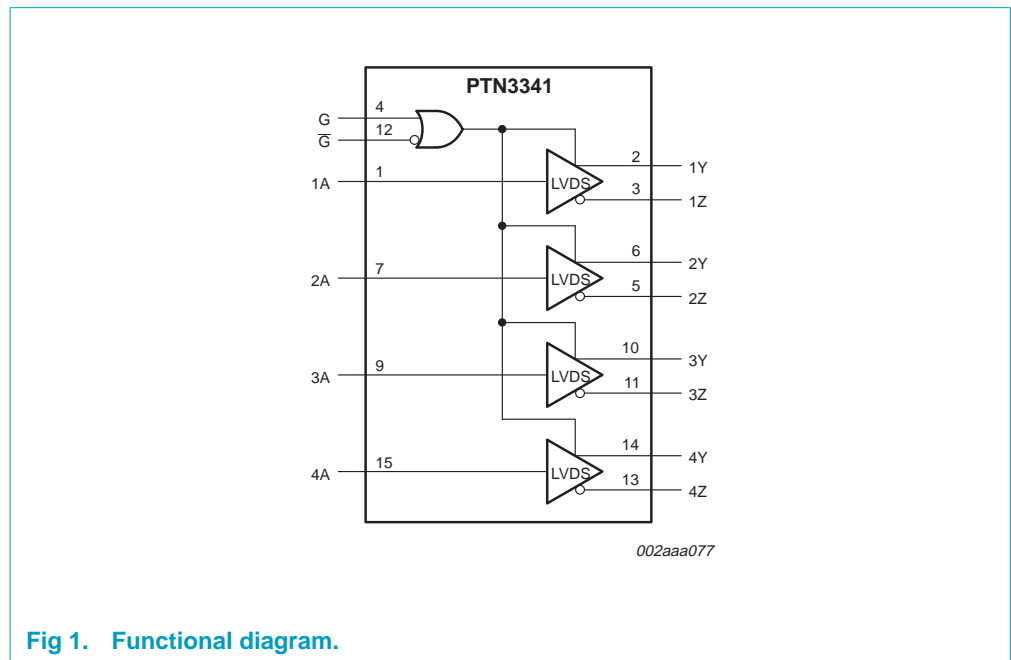 PTN3341
G 4
G̅ 12
1A 1
LVDS
2 1Y
3 1Z
2A 7
LVDS
6 2Y
5 2Z
3A 9
LVDS
10 3Y
11 3Z
4A 15
LVDS
14 4Y
13 4Z
002aaa077
Fig 1. Functional diagram.